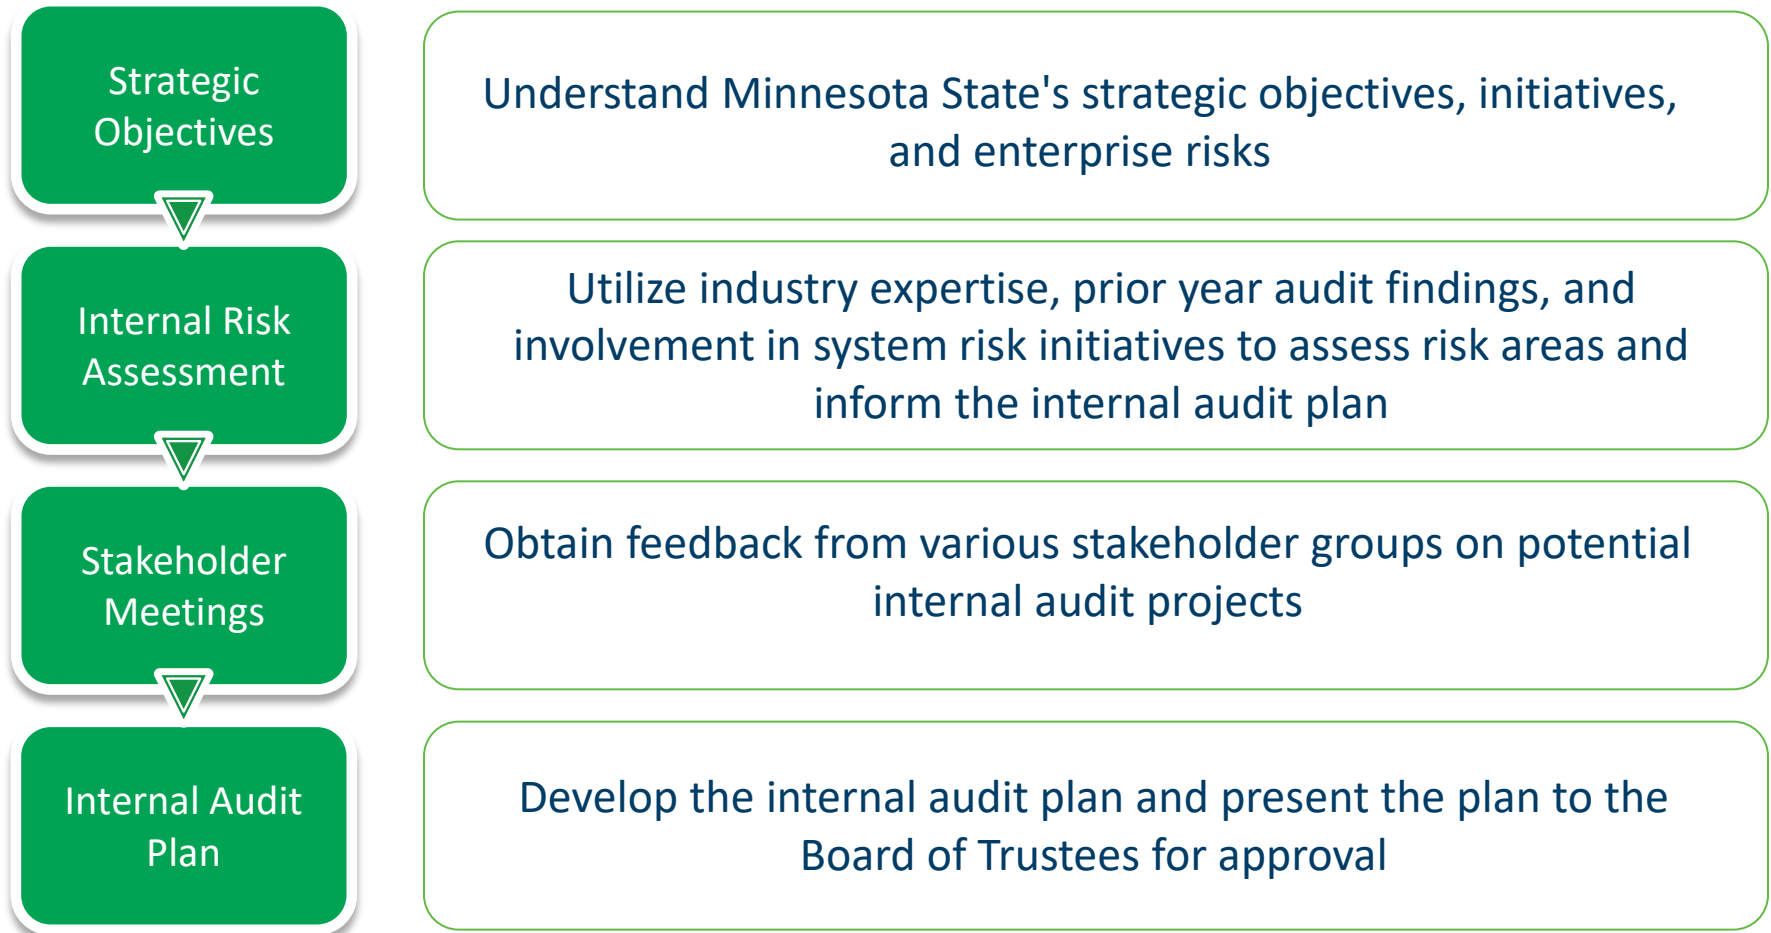 Strategic
Objectives
Understand Minnesota State's strategic objectives, initiatives,
and enterprise risks
Internal Risk
Assessment
Utilize industry expertise, prior year audit findings, and
involvement in system risk initiatives to assess risk areas and
inform the internal audit plan
Stakeholder
Meetings
Obtain feedback from various stakeholder groups on potential
internal audit projects
Internal Audit
Plan
Develop the internal audit plan and present the plan to the
Board of Trustees for approval